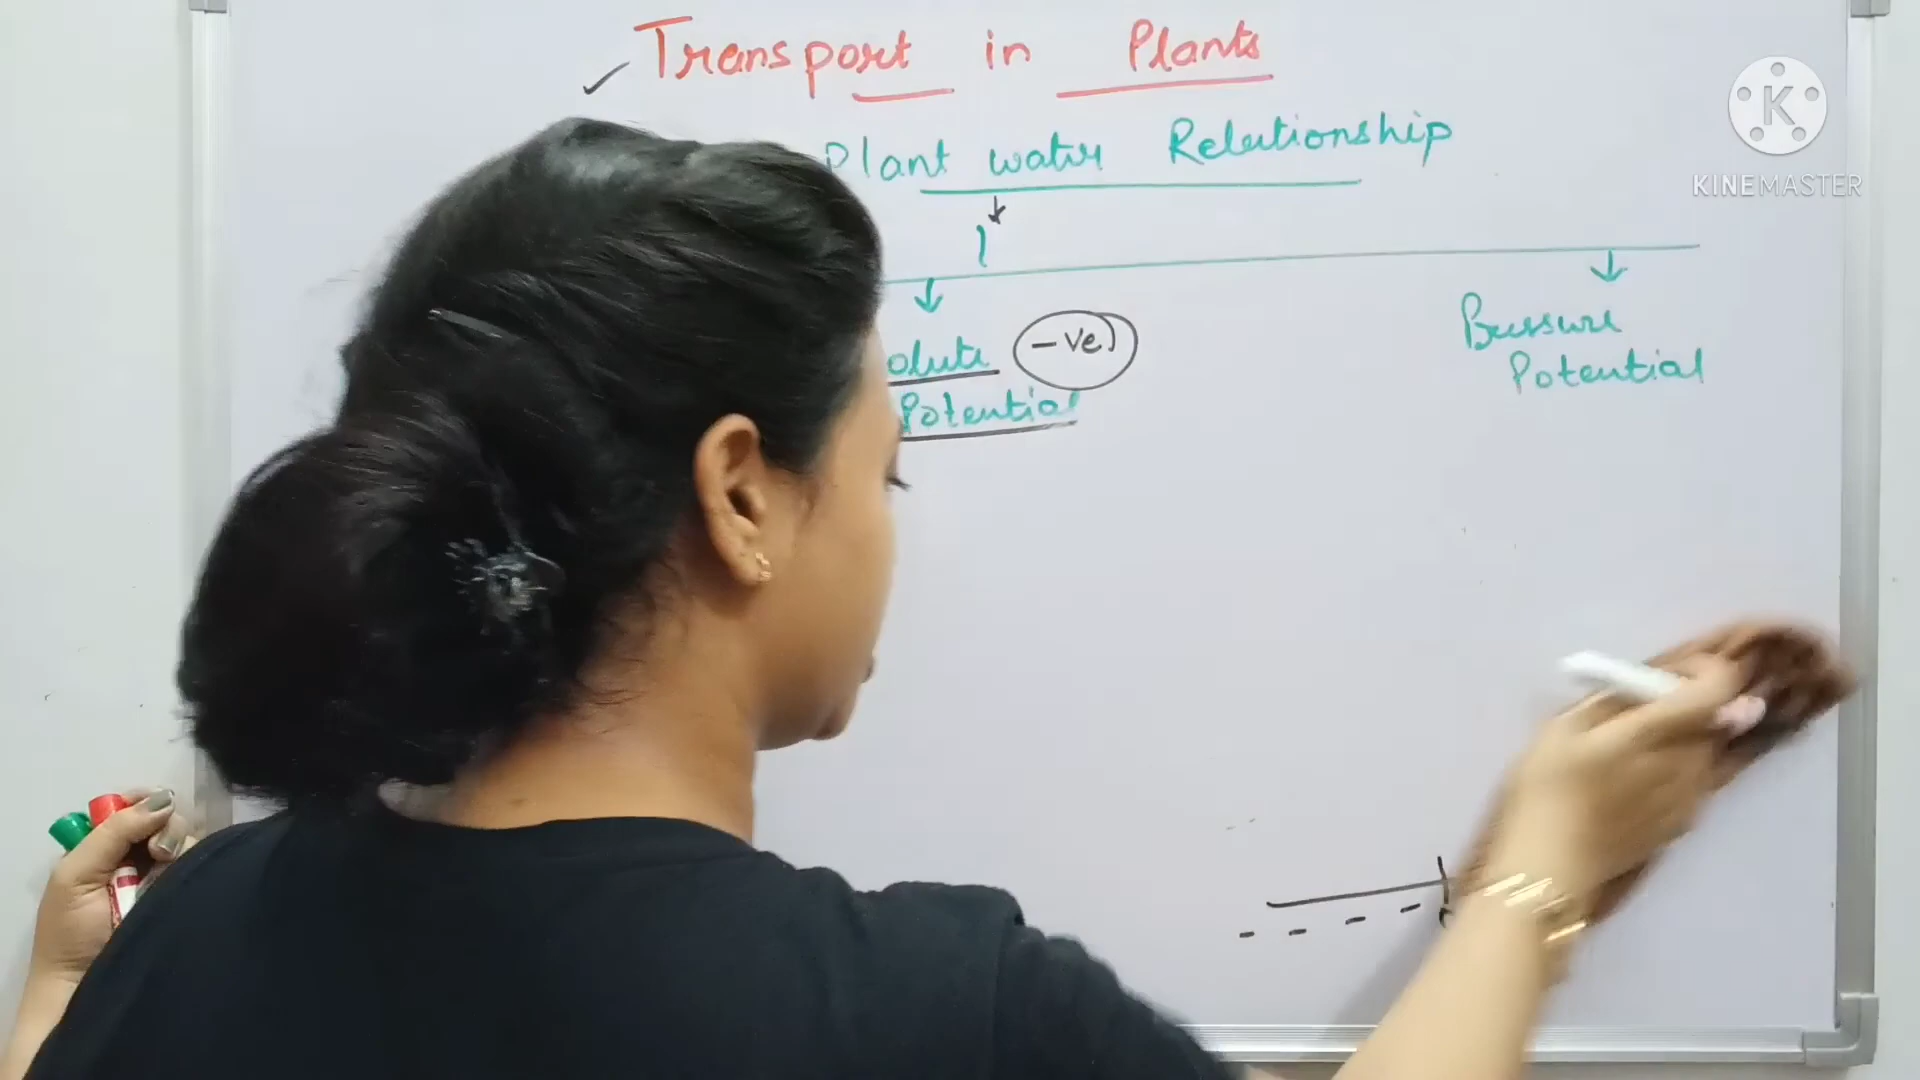 Transport in Plants
Plant water Relationship
olute -ve
Potential
Pressure
Potential
KINEMASTER